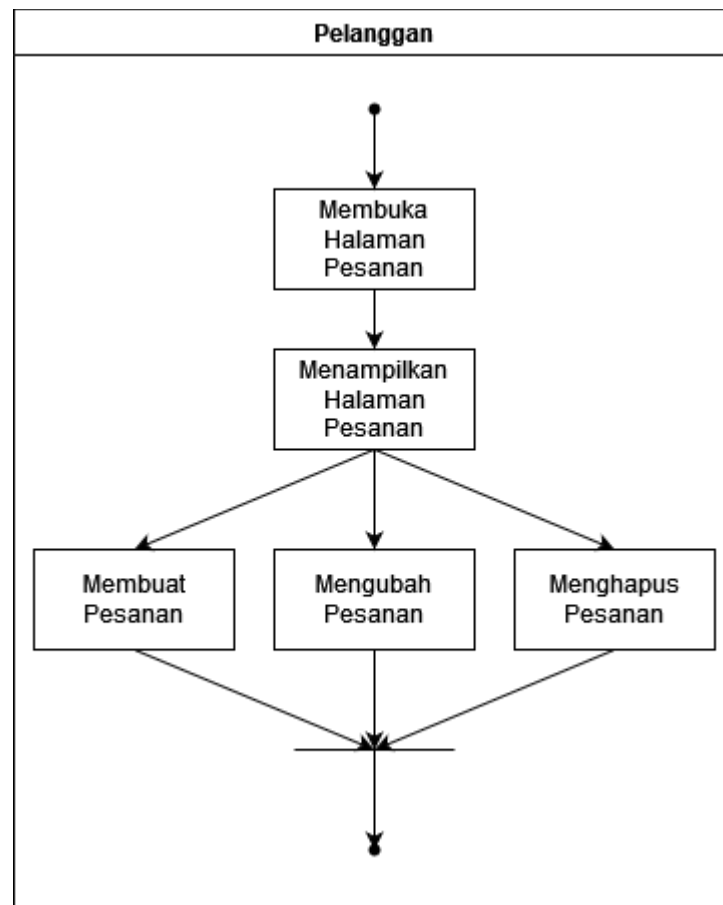 Pelanggan
Membuka
Halaman
Pesanan
Menampilkan
Halaman
Pesanan
Membuat
Pesanan
Mengubah
Pesanan
Menghapus
Pesanan